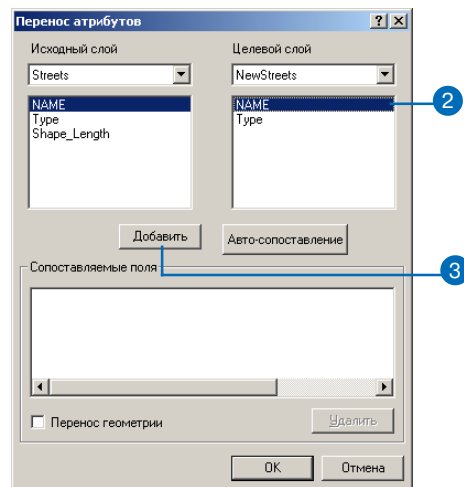 Перенос атрибутов
Исходный слой
Целевой слой
Streets
NewStreets
NAME
Type
Shape_Length
NAME
Type
2
Добавить
Авто-сопоставление
3
Сопоставляемые поля
Перенос геометрии
Удалить
OK
Отмена